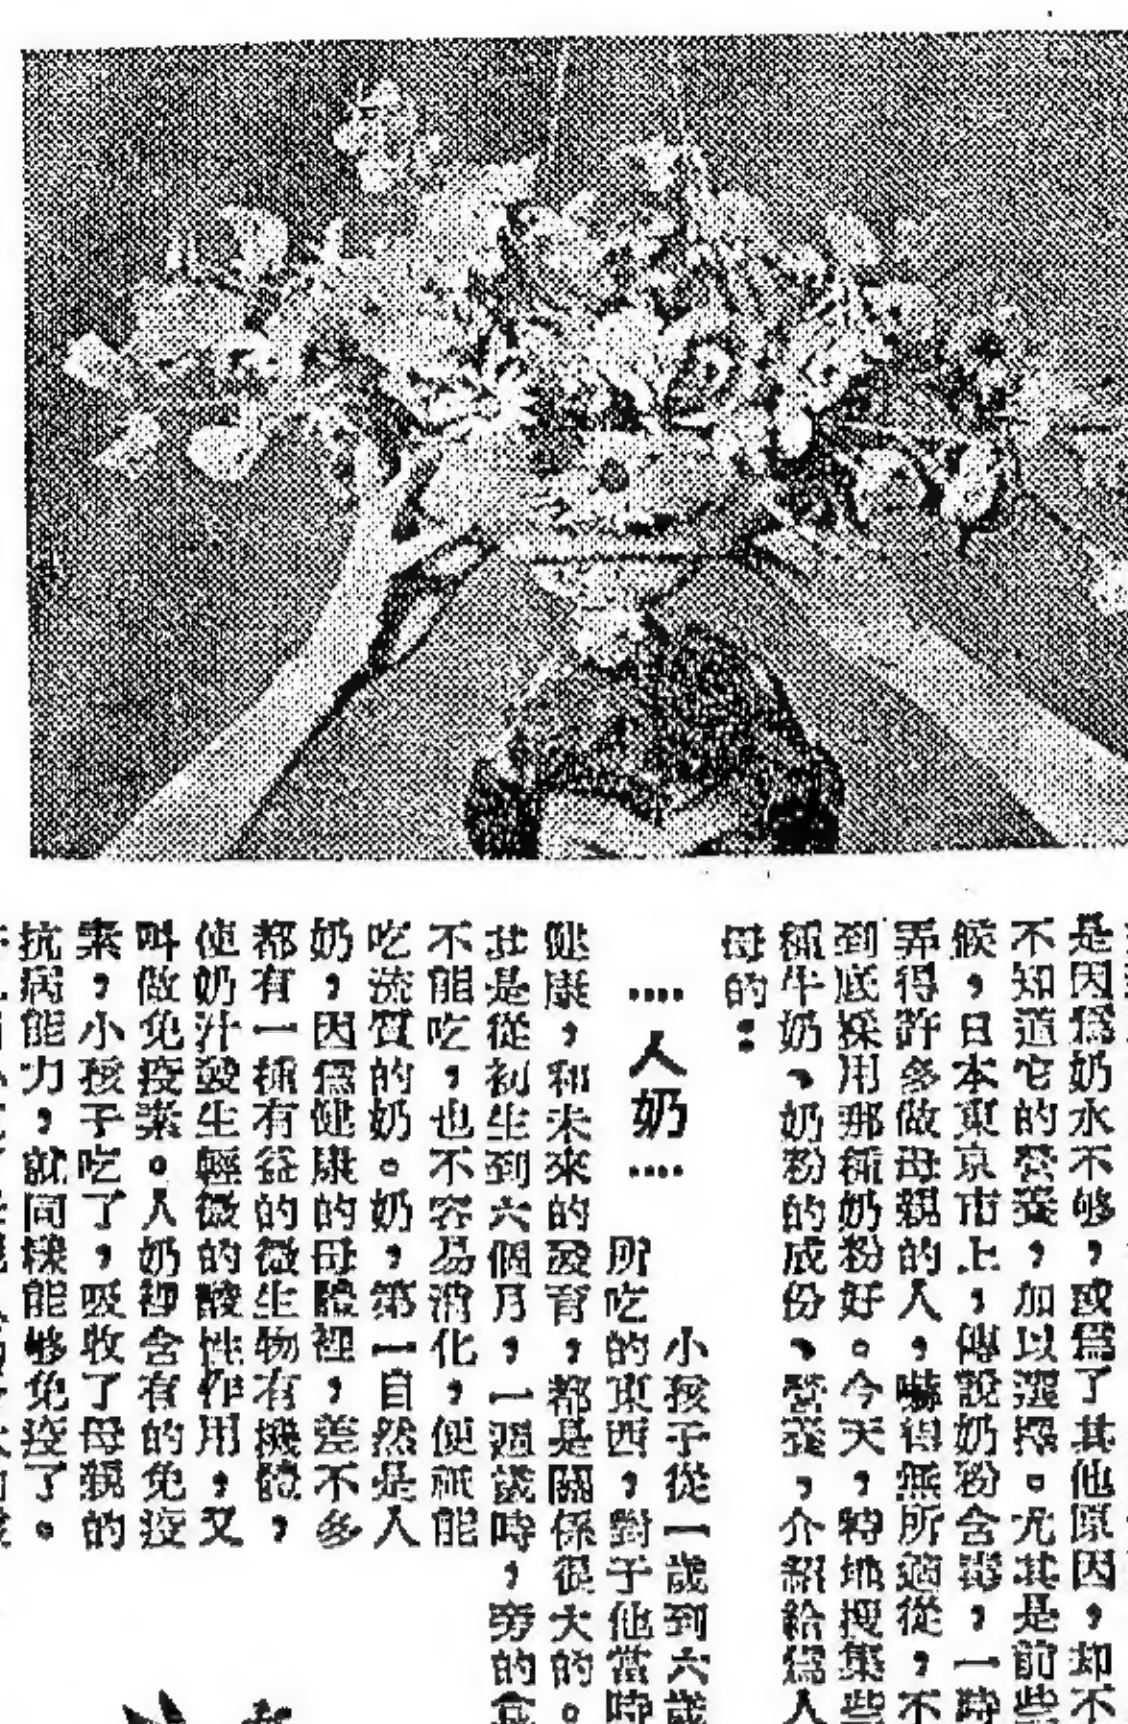 是因爲奶水不够，或爲了其他原因，却不
不知道它的營養，加以選擇。尤其是前些
候，日本東京市上，傳說奶粉含毒，一時
弄得許多做母親的人，嚇得無所適從，不
到底採用那種奶粉好。今天，特地搜集些
種牛奶、奶粉的成份、營養，介紹給爲人
母的：
‥‥人奶‥‥
小孩子從一歲到六歲
所吃的東西，對于他當時
健康，和未來的發育，都是關係很大的。
其是從初生到六個月，一週歲時，旁的食
不能吃，也不容易消化，便祇能
吃流質的奶。奶，第一自然是人
奶，因爲健康的母體裡，差不多
都有一種有益的微生物有機體，
使奶汁發生輕微的酸性作用，又
叫做免疫素。人奶裡含有的免疫
素，小孩子吃了，吸收了母親的
抗病能力，就同樣能够免疫了。